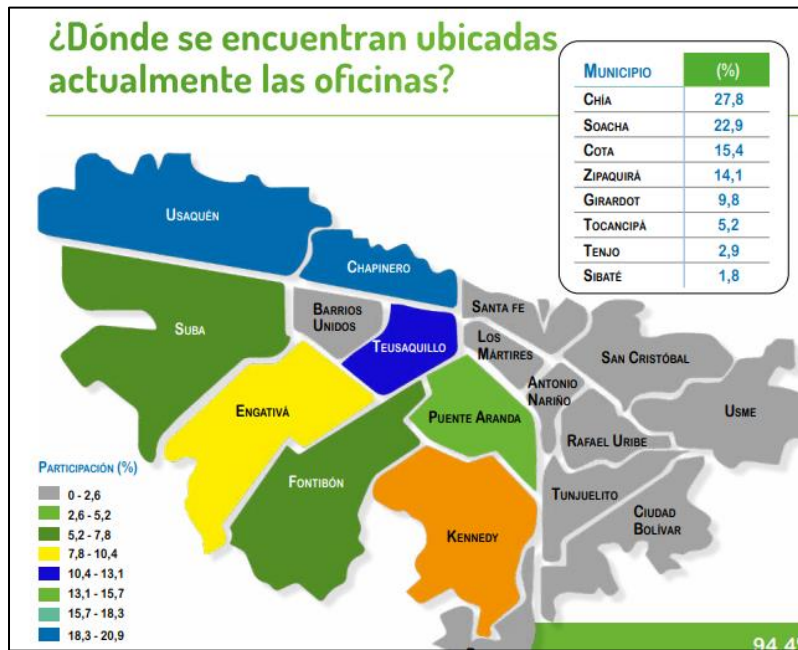 ¿Dónde se encuentran ubicadas
actualmente las oficinas?
MUNICIPIO (%)
CHÍA 27,8
SOACHA 22,9
COTA 15,4
ZIPAQUIRÁ 14,1
GIRARDOT 9,8
TOCANCIPÁ 5,2
TENJO 2,9
SIBATÉ 1,8
USAQUÉN
CHAPINERO
SANTA FE
BARRIOS
UNIDOS
SUBA
TEUSAQUILLO
LOS
MÁRTIRES
SAN CRISTÓBAL
ANTONIO
NARIÑO
ENGATIVÁ
PUENTE ARANDA
USME
RAFAEL URIBE
FONTIBÓN
TUNJUELITO
CIUDAD
BOLÍVAR
KENNEDY
PARTICIPACIÓN (%)
0 - 2,6
2,6 - 5,2
5,2 - 7,8
7,8 - 10,4
10,4 - 13,1
13,1 - 15,7
15,7 - 18,3
18,3 - 20,9